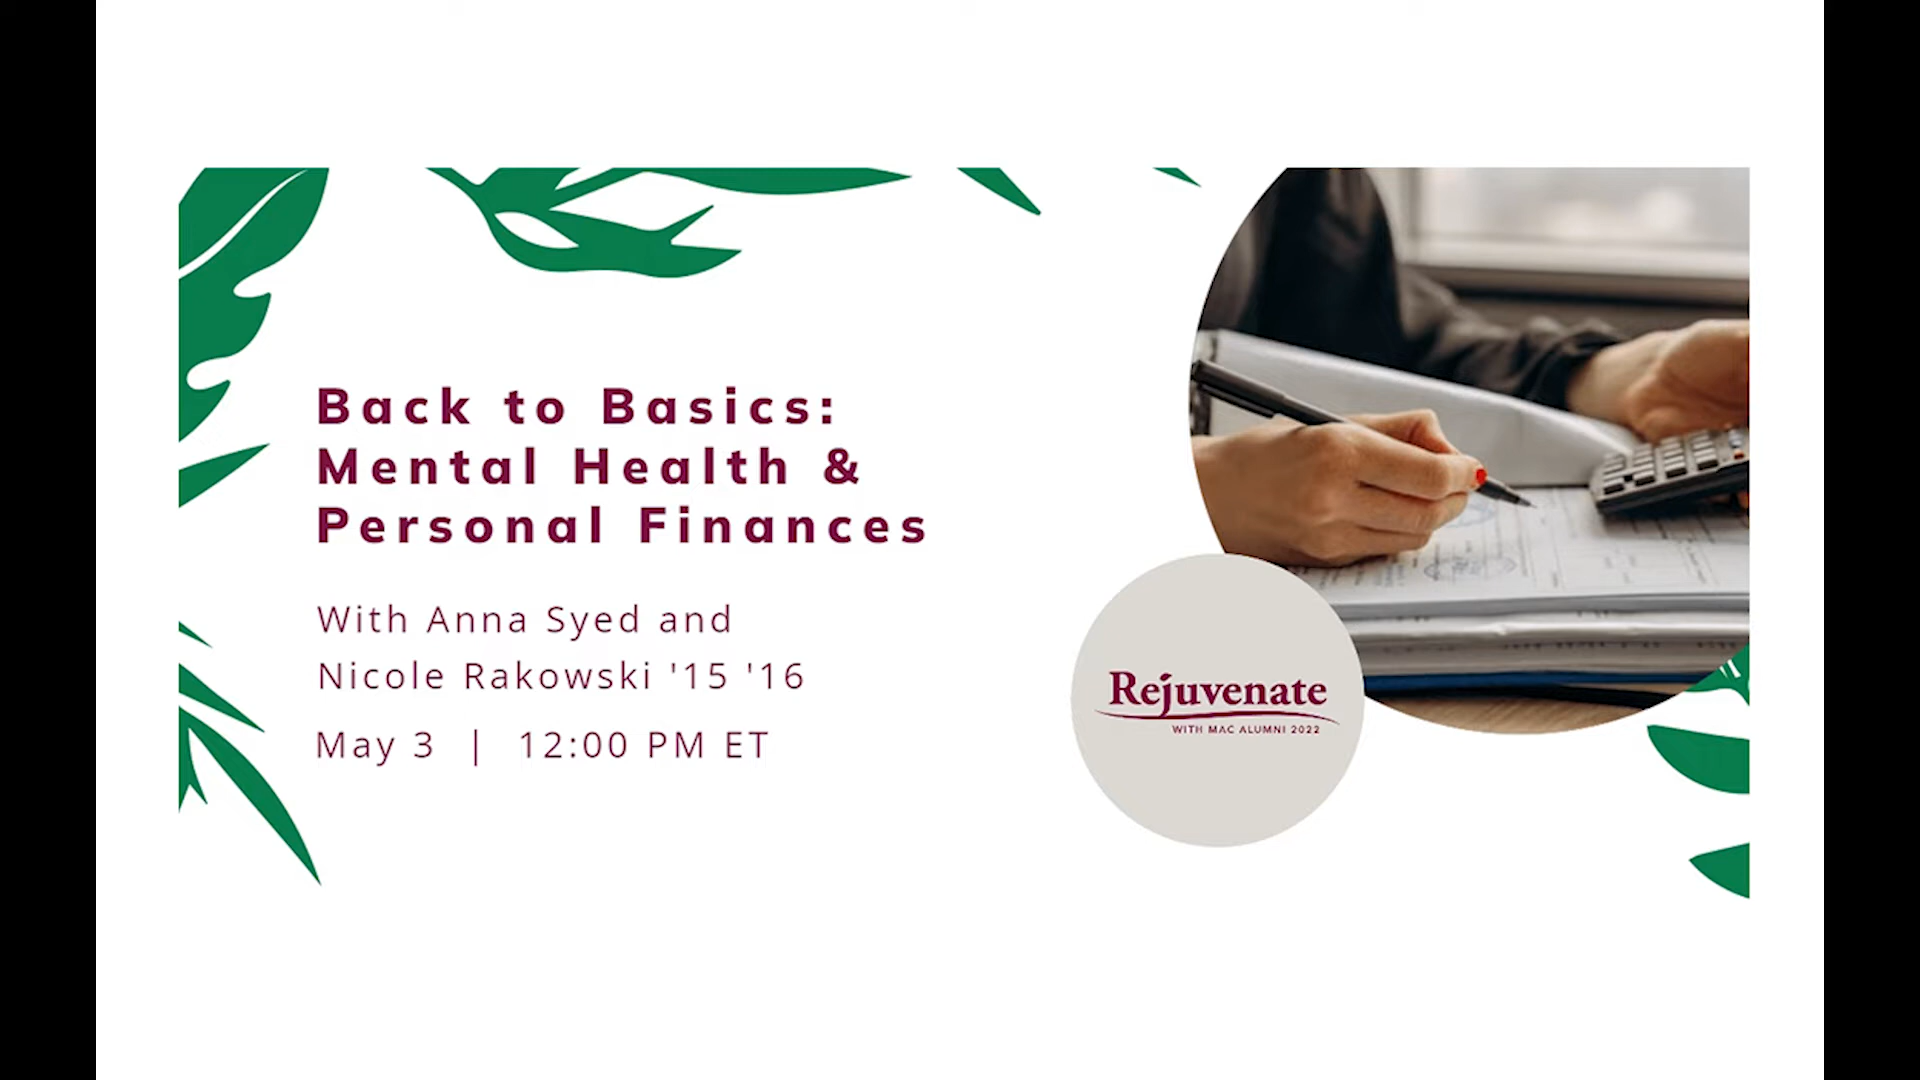 Back to Basics:
Mental Health &
Personal Finances
With Anna Syed and
Nicole Rakowski '15 '16
May 3 | 12:00 PM ET
Rejuvenate
WITH MAC ALUMNI 2022